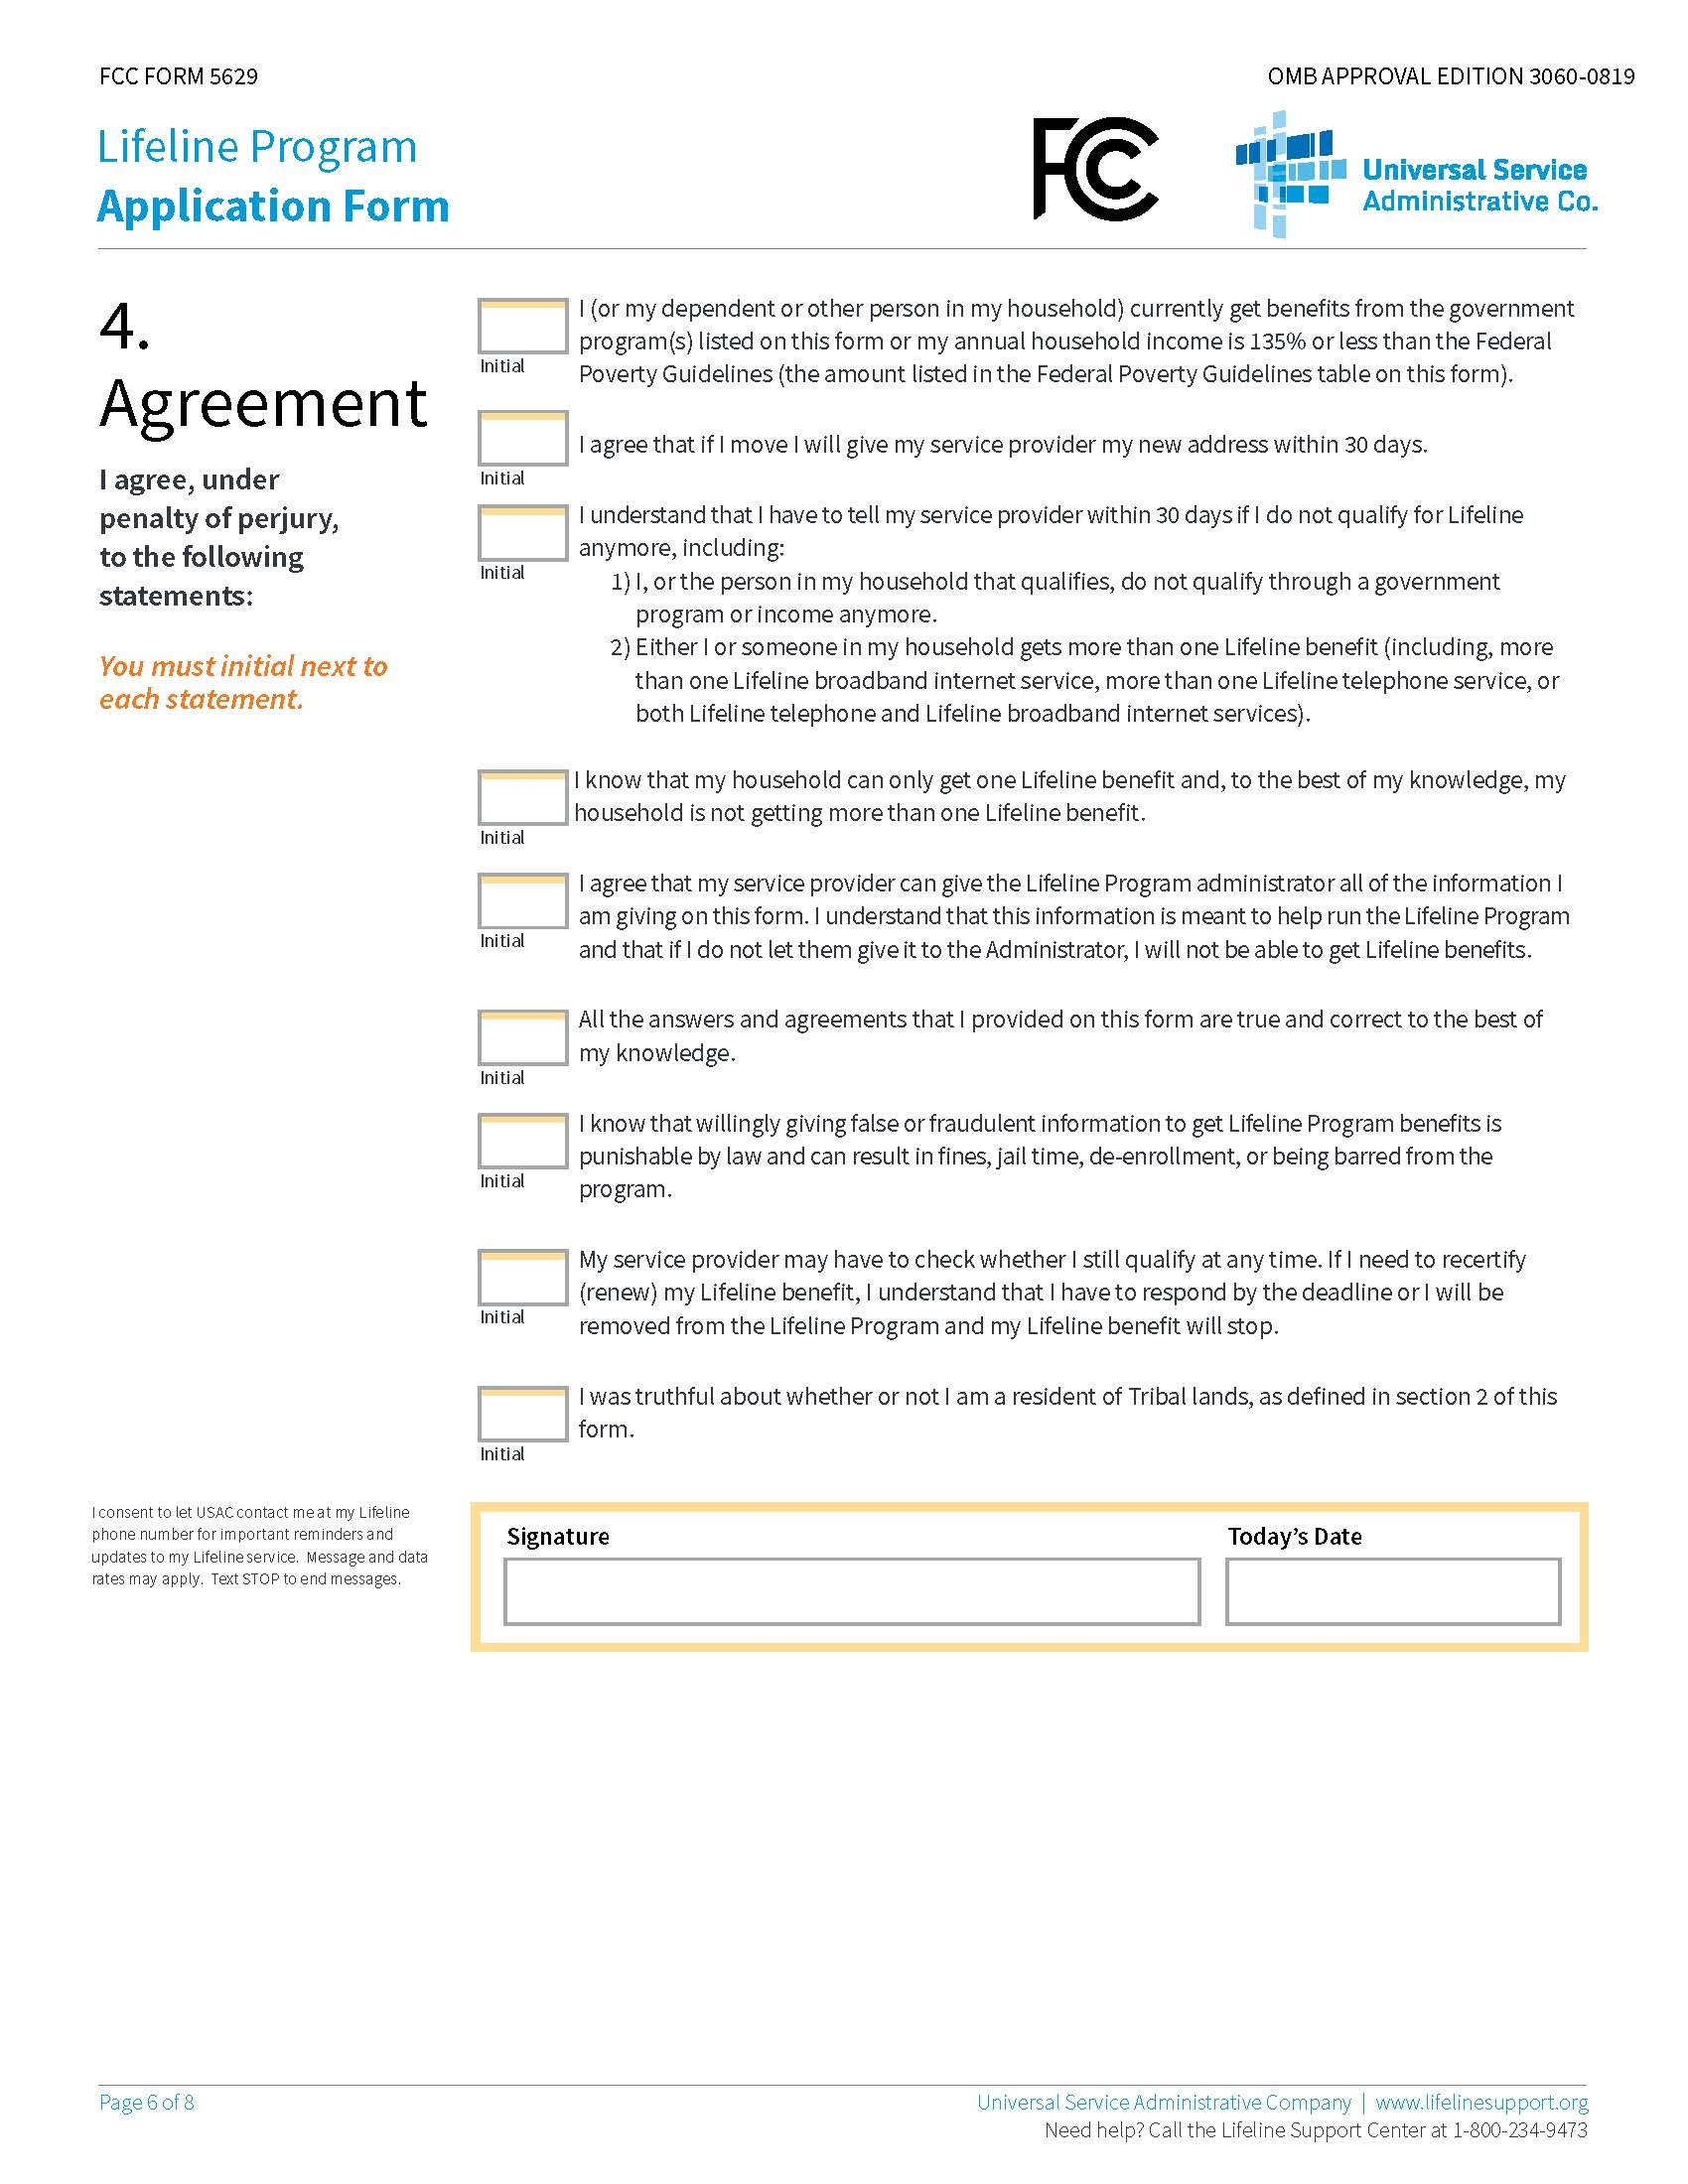 FCC FORM 5629
OMB APPROVAL EDITION 3060-0819
Lifeline Program
Application Form
FCC
Universal Service
Administrative Co.
4.
Agreement
I agree, under
penalty of perjury,
to the following
statements:
You must initial next to
each statement.
I (or my dependent or other person in my household) currently get benefits from the government
program(s) listed on this form or my annual household income is 135% or less than the Federal
Poverty Guidelines (the amount listed in the Federal Poverty Guidelines table on this form).
Initial
I agree that if I move I will give my service provider my new address within 30 days.
Initial
I understand that I have to tell my service provider within 30 days if I do not qualify for Lifeline
anymore, including:
Initial
1) I, or the person in my household that qualifies, do not qualify through a government
program or income anymore.
2) Either I or someone in my household gets more than one Lifeline benefit (including, more
than one Lifeline broadband internet service, more than one Lifeline telephone service, or
both Lifeline telephone and Lifeline broadband internet services).
I know that my household can only get one Lifeline benefit and, to the best of my knowledge, my
household is not getting more than one Lifeline benefit.
Initial
I agree that my service provider can give the Lifeline Program administrator all of the information I
am giving on this form. I understand that this information is meant to help run the Lifeline Program
and that if I do not let them give it to the Administrator, I will not be able to get Lifeline benefits.
Initial
All the answers and agreements that I provided on this form are true and correct to the best of
my knowledge.
Initial
I know that willingly giving false or fraudulent information to get Lifeline Program benefits is
punishable by law and can result in fines, jail time, de-enrollment, or being barred from the
program.
Initial
My service provider may have to check whether I still qualify at any time. If I need to recertify
(renew) my Lifeline benefit, I understand that I have to respond by the deadline or I will be
removed from the Lifeline Program and my Lifeline benefit will stop.
Initial
I was truthful about whether or not I am a resident of Tribal lands, as defined in section 2 of this
form.
Initial
I consent to let USAC contact me at my Lifeline
phone number for important reminders and
updates to my Lifeline service. Message and data
rates may apply. Text STOP to end messages.
Signature
Today's Date
Page 6 of 8
Universal Service Administrative Company | www.lifelinesupport.org
Need help? Call the Lifeline Support Center at 1-800-234-9473